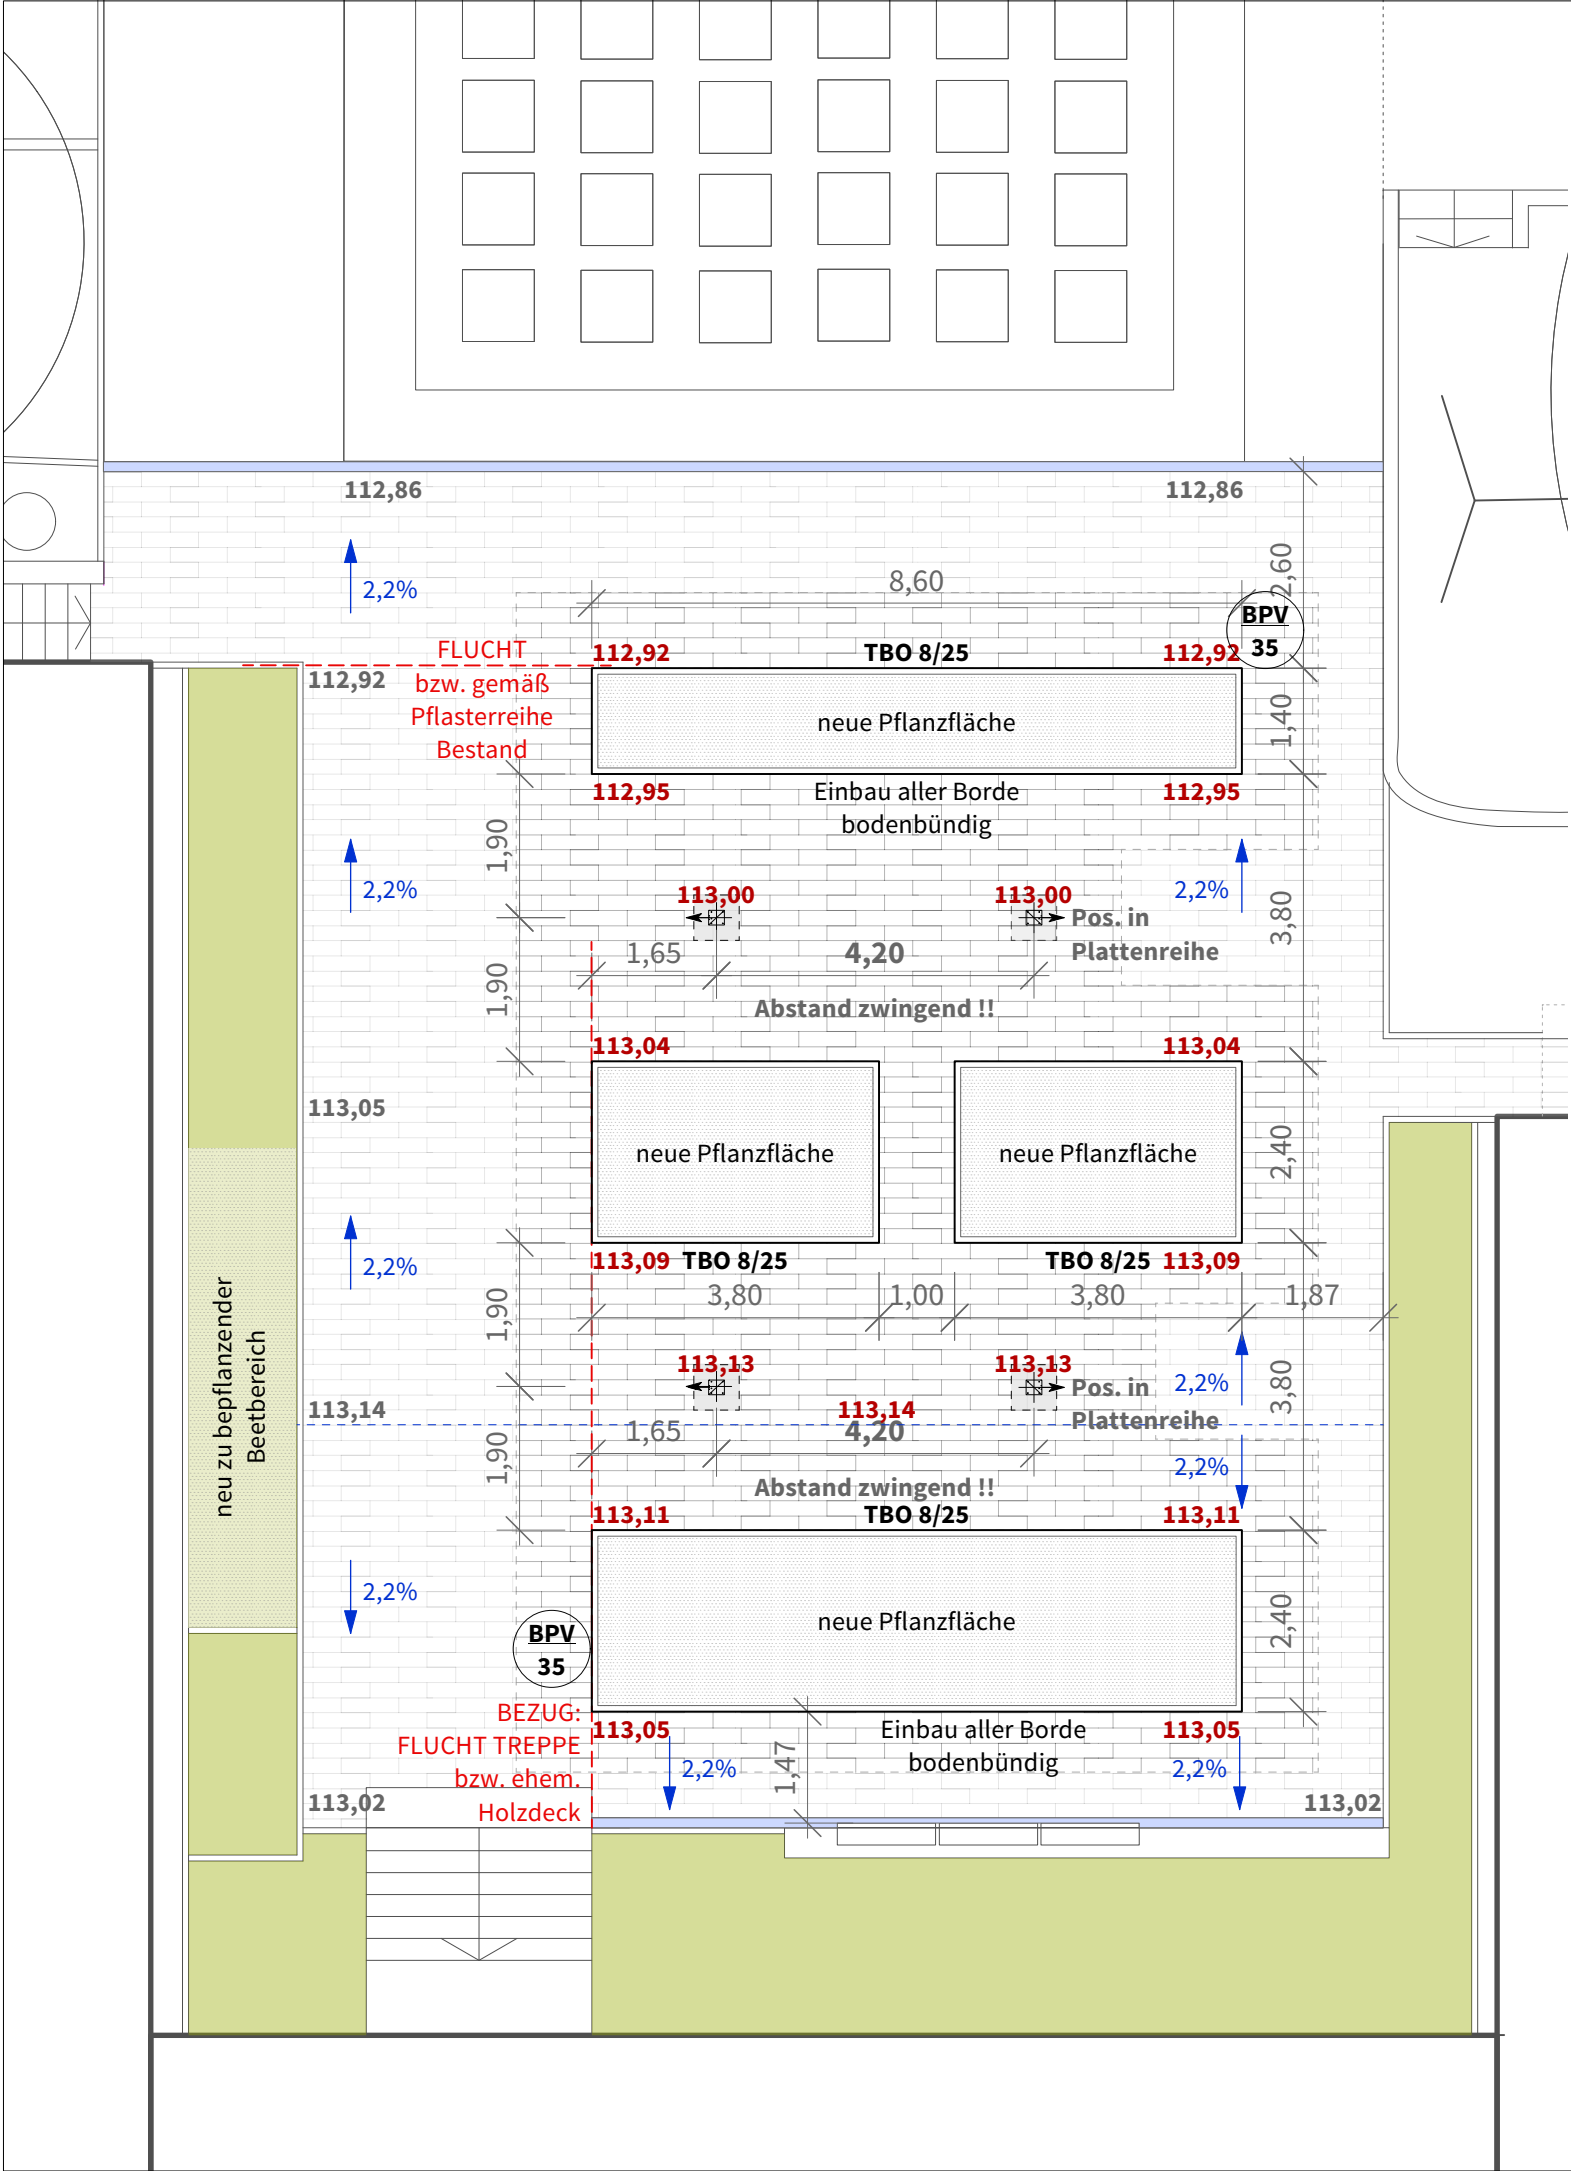 112,86
112,86
2,2%
8,60
2,60
BPV
35
FLUCHT
bzw. gemäß
Pflasterreihe
Bestand
112,92
112,92
TBO 8/25
112,92
neue Pflanzfläche
1,40
112,95
Einbau aller Borde
bodenbündig
112,95
1,90
2,2%
2,2%
113,00
113,00
Pos. in
Plattenreihe
3,80
1,90
1,65
4,20
Abstand zwingend !!
113,04
113,04
113,05
neue Pflanzfläche
neue Pflanzfläche
2,40
113,09
TBO 8/25
TBO 8/25
113,09
2,2%
1,90
3,80
1,00
3,80
1,87
neu zu bepflanzender
Beetbereich
113,13
113,13
Pos. in
Plattenreihe
2,2%
3,80
113,14
113,14
1,65
4,20
1,90
2,2%
Abstand zwingend !!
113,11
TBO 8/25
113,11
2,2%
neue Pflanzfläche
2,40
BPV
35
BEZUG:
FLUCHT TREPPE
bzw. ehem.
Holzdeck
113,05
Einbau aller Borde
bodenbündig
113,05
2,2%
1,47
2,2%
113,02
113,02